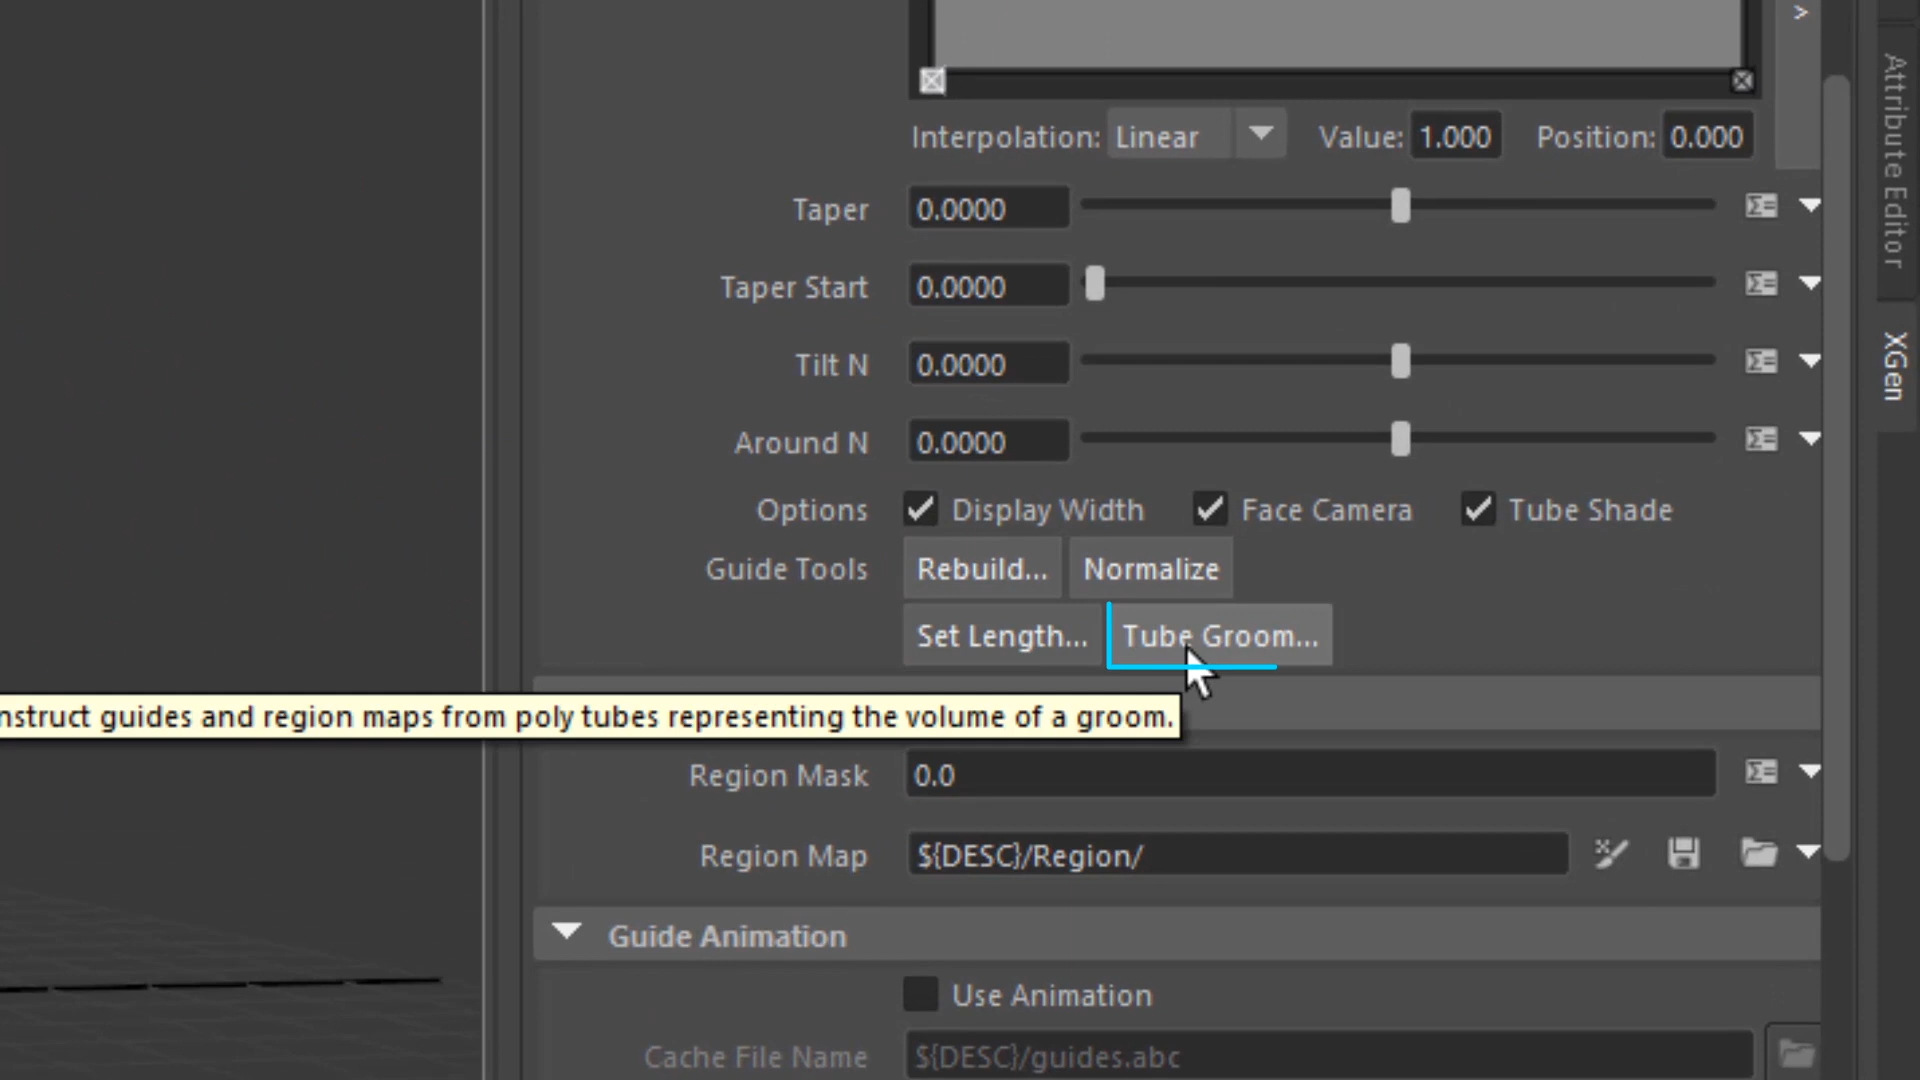 >
Attribute Editor
Interpolation: Linear Value: 1.000 Position: 0.000
Taper 0.0000
Taper Start 0.0000
XGen
Tilt N 0.0000
Around N 0.0000
Options Display Width Face Camera Tube Shade
Guide Tools Rebuild... Normalize
Set Length... Tube Groom...
nstruct guides and region maps from poly tubes representing the volume of a groom.
Region Mask 0.0
Region Map ${DESC}/Region/
Guide Animation
Use Animation
Cache File Name ${DESC}/guides.abc